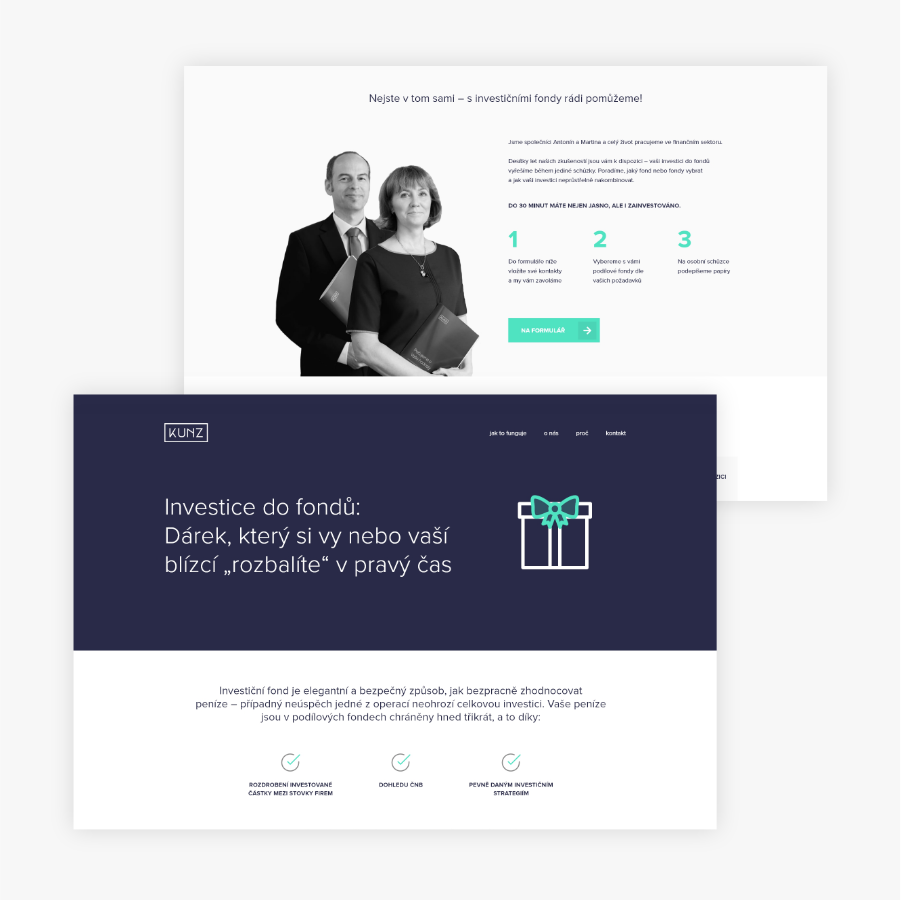 Nejste v tom sami – s investičními fondy rádi pomůžeme!
Jsme společníci Antonín a Martina a celý život pracujeme ve finančním sektoru.
Desítky let našich zkušeností jsou vám k dispozici – vaši investici do fondů
vyřešíme během jediné schůzky. Poradíme, jaký fond nebo fondy vybrat
a jak vaši investici neprůstřelně nakombinovat.
DO 30 MINUT MÁTE NEJEN JASNO, ALE I ZAINVESTOVÁNO.
1
2
3
Do formuláře níže
vložíte své kontakty
a my vám zavoláme
Vybereme s vámi
podílové fondy dle
vašich požadavků
Na osobní schůzce
podepíšeme papíry
NA FORMULÁŘ
KUNZ
jak to funguje
o nás
proč
kontakt
Investice do fondů:
Dárek, který si vy nebo vaší
blízcí „rozbalíte“ v pravý čas
Investiční fond je elegantní a bezpečný způsob, jak bezpracně zhodnocovat
peníze – případný neúspěch jedné z operací neohrozí celkovou investici. Vaše peníze
jsou v podílových fondech chráněny hned třikrát, a to díky:
ROZDROBENÍ INVESTOVANÉ
ČÁSTKY MEZI STOVKY FIREM
DOHLEDU ČNB
PEVNĚ DANÝM INVESTIČNÍM
STRATEGIÍM